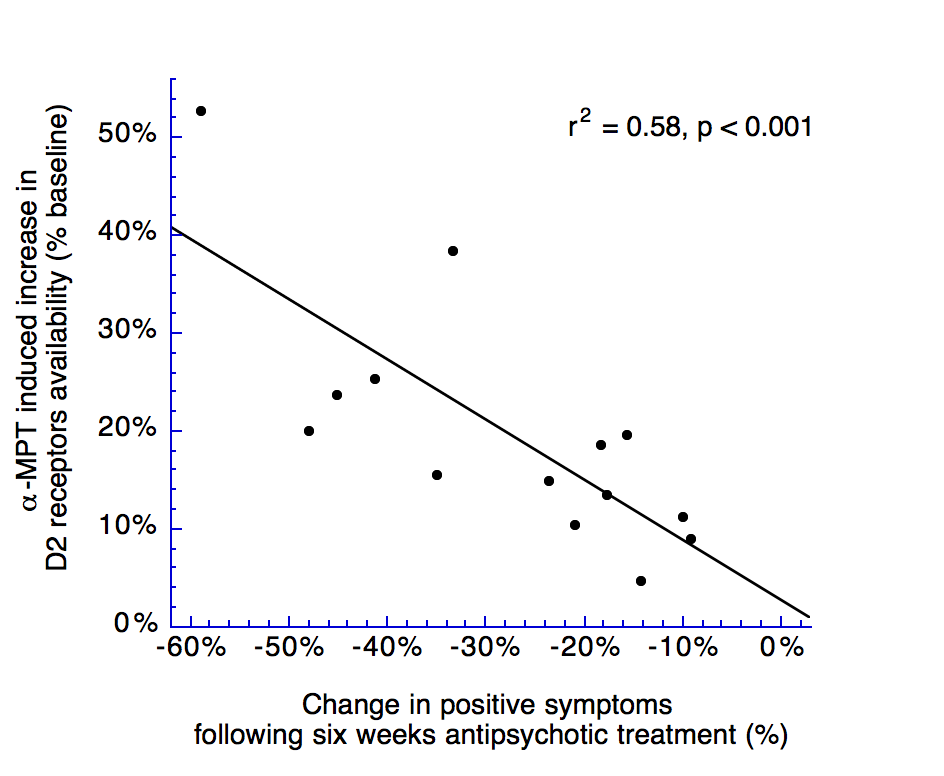 r² = 0.58, p < 0.001
α-MPT induced increase in
D2 receptors availability (% baseline)
50%
40%
30%
20%
10%
0%
-60% -50% -40% -30% -20% -10% 0%
Change in positive symptoms
following six weeks antipsychotic treatment (%)